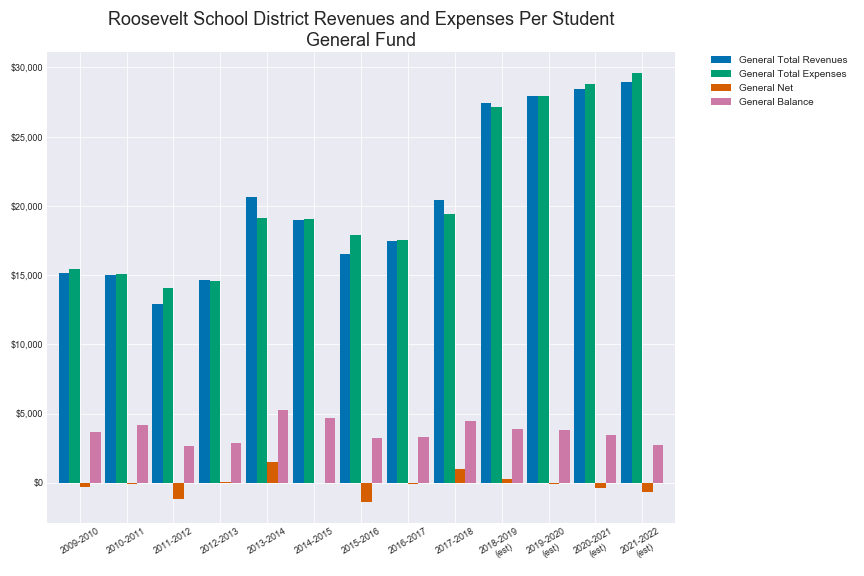 Roosevelt School District Revenues and Expenses Per Student
General Fund
General Total Revenues
General Total Expenses
General Net
General Balance
$30,000
$25,000
$20,000
$15,000
$10,000
$5,000
$0
2009-2010
2010-2011
2011-2012
2012-2013
2013-2014
2014-2015
2015-2016
2016-2017
2017-2018
2018-2019
(est)
2019-2020
(est)
2020-2021
(est)
2021-2022
(est)